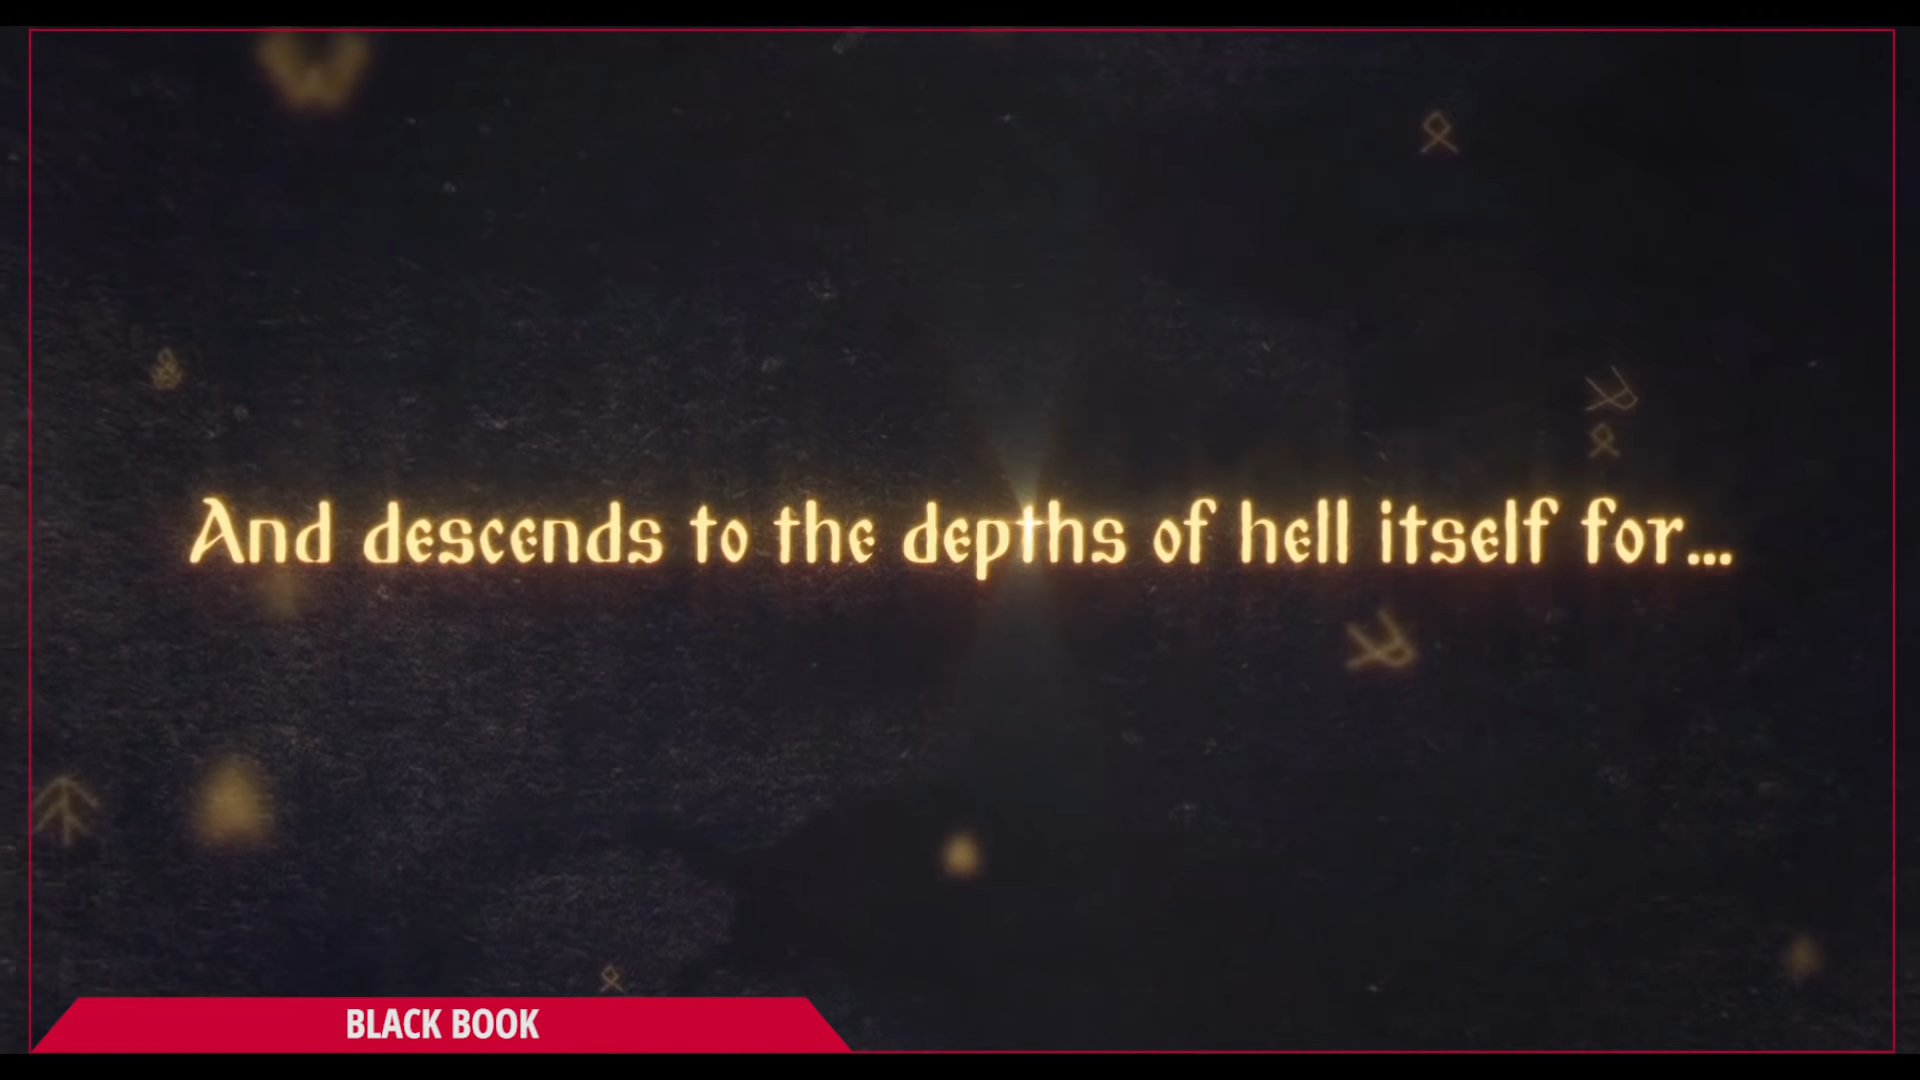 And descends to the depths of hell itself for...
BLACK BOOK